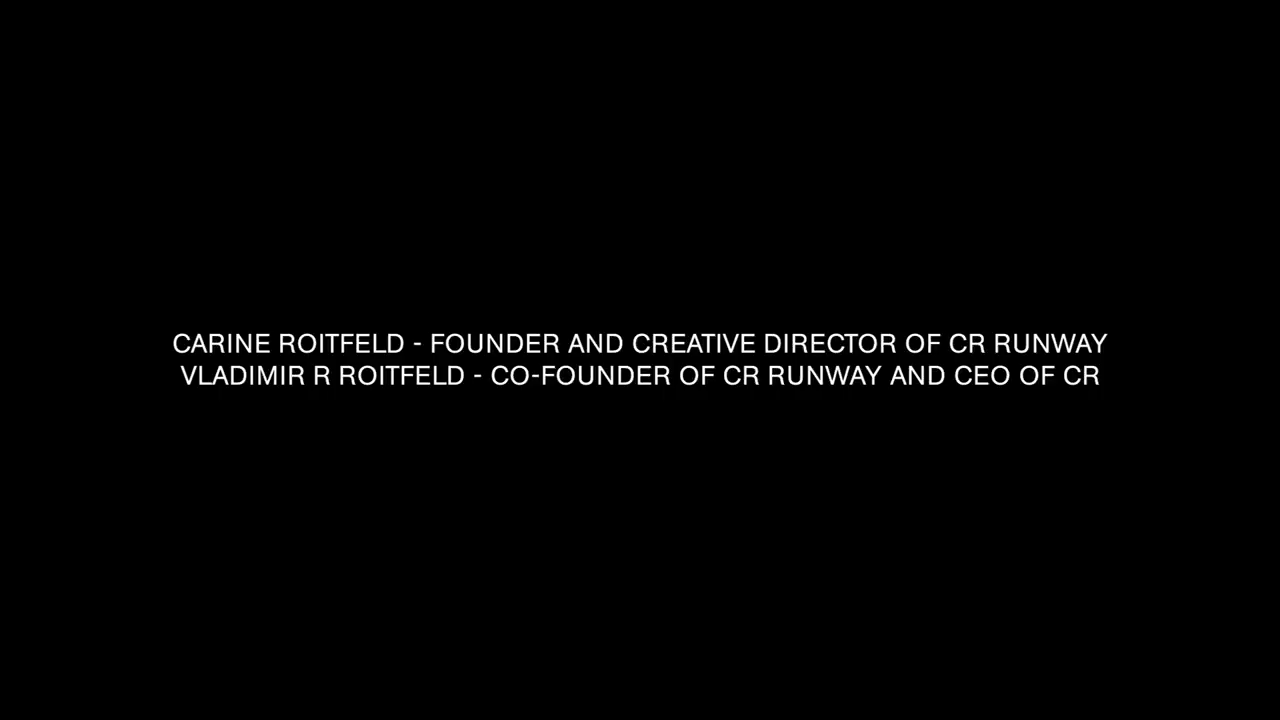 CARINE ROITFELD - FOUNDER AND CREATIVE DIRECTOR OF CR RUNWAY
VLADIMIR R ROITFELD - CO-FOUNDER OF CR RUNWAY AND CEO OF CR